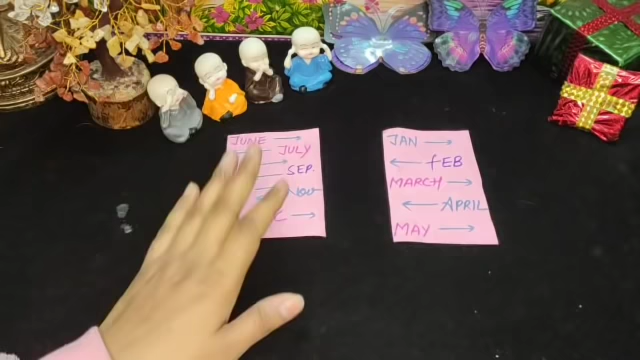 JUNE →
JULY
→ SEP.
JAN →
← fEB
MARCH →
← APRIL
MAY →